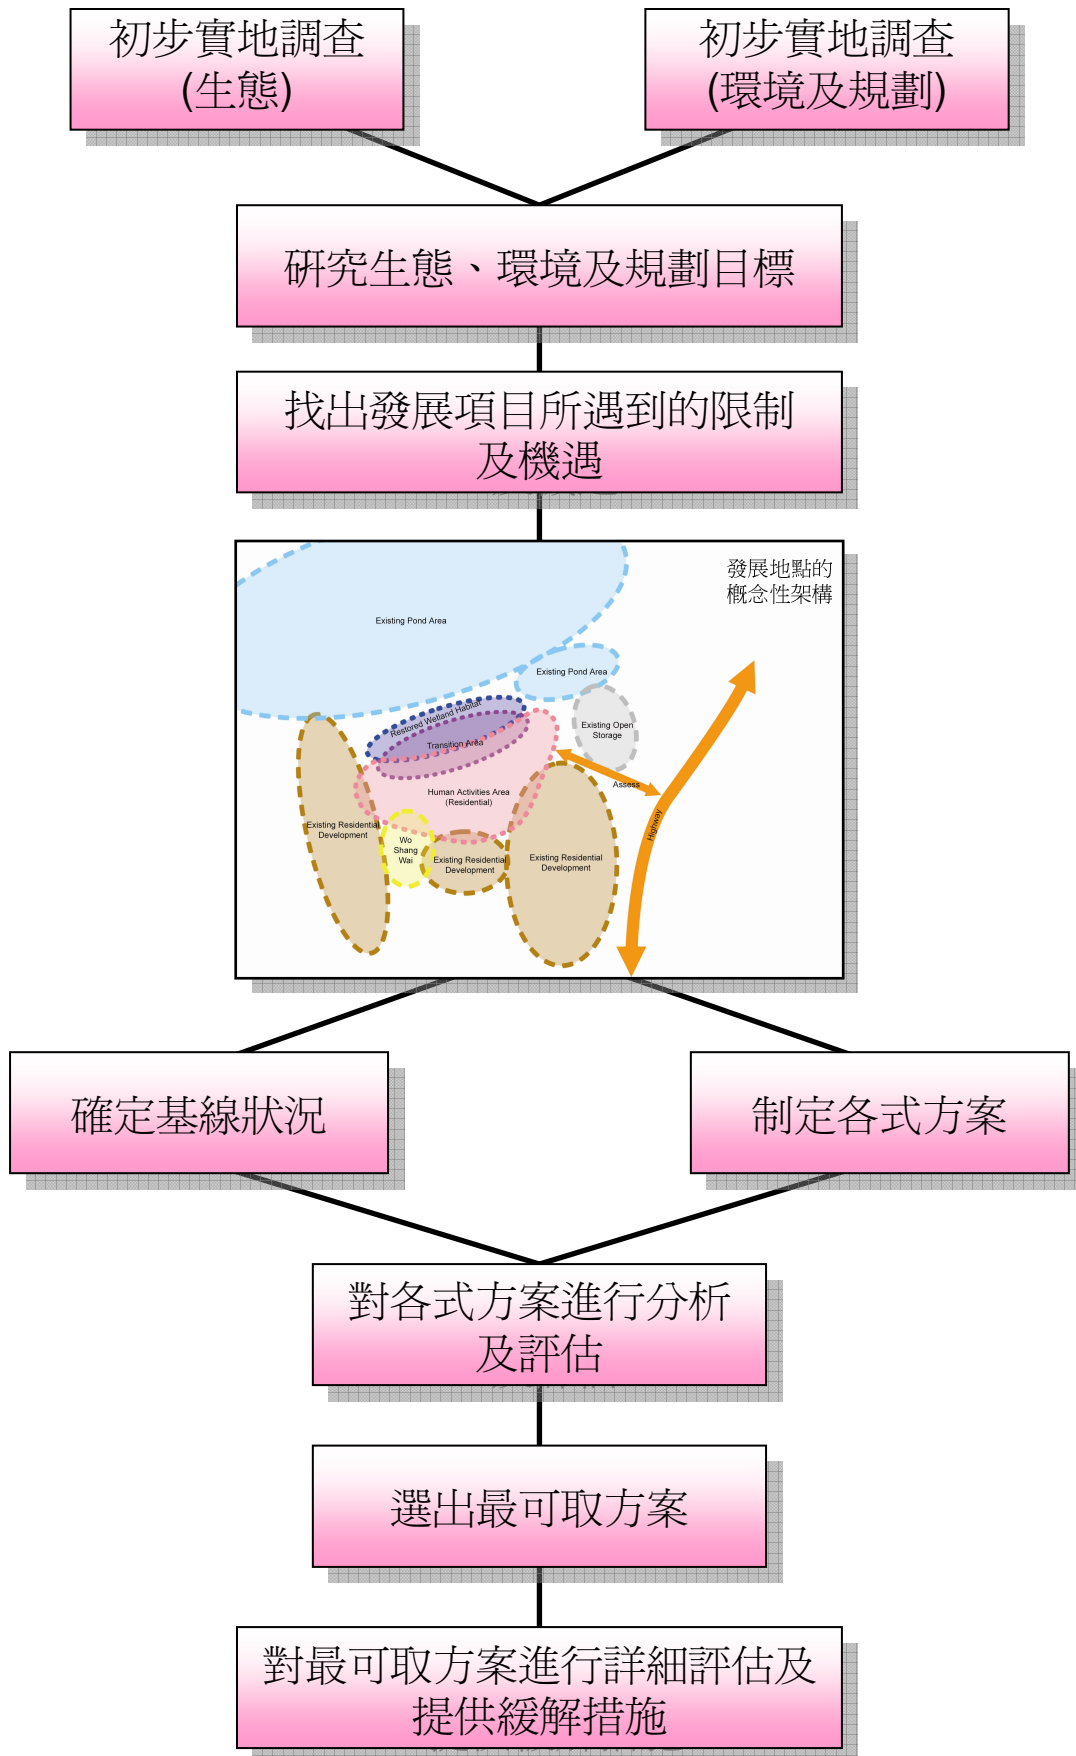 初步實地調查
(生態)
初步實地調查
(環境及規劃)
研究生態、環境及規劃目標
找出發展項目所遇到的限制
及機遇
發展地點的
概念性架構
Existing Pond Area
Existing Pond Area
Restored Wetland Habitat
Transition Area
Existing Open
Storage
Assess
Human Activities Area
(Residential)
Highway
Existing Residential
Development
Wo
Shang
Wai
Existing Residential
Development
Existing Residential
Development
確定基線狀況
制定各式方案
對各式方案進行分析
及評估
選出最可取方案
對最可取方案進行詳細評估及
提供緩解措施